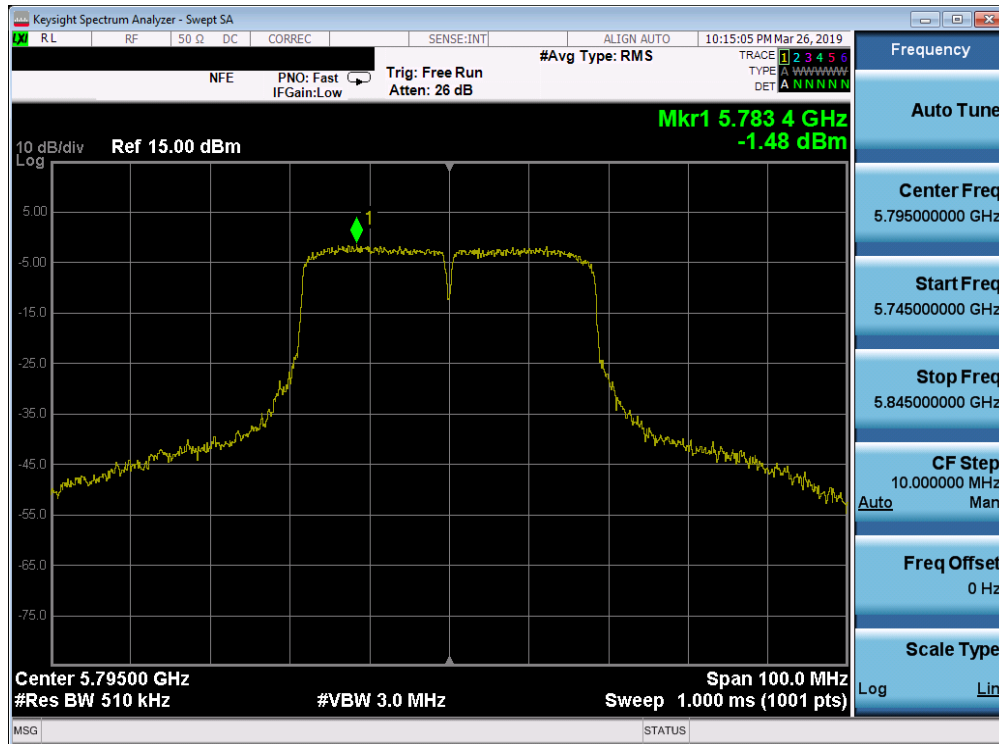 Keysight Spectrum Analyzer - Swept SA
LXI RL RF 50 Ω DC CORREC SENSE:INT ALIGN AUTO 10:15:05 PM Mar 26, 2019
#Avg Type: RMS TRACE 1 2 3 4 5 6
NFE PNO: Fast Trig: Free Run TYPE A WWWWW
IFGain:Low Atten: 26 dB DET A N N N N N
Frequency
Auto Tune
Mkr1 5.783 4 GHz
-1.48 dBm
10 dB/div Ref 15.00 dBm
Log
Center Freq
5.795000000 GHz
5.00
1
-5.00
Start Freq
5.745000000 GHz
-15.0
-25.0
Stop Freq
5.845000000 GHz
-35.0
-45.0
CF Step
10.000000 MHz
Auto Man
-55.0
-65.0
Freq Offset
0 Hz
-75.0
Scale Type
Log Lin
Center 5.79500 GHz Span 100.0 MHz
#Res BW 510 kHz #VBW 3.0 MHz Sweep 1.000 ms (1001 pts)
MSG STATUS